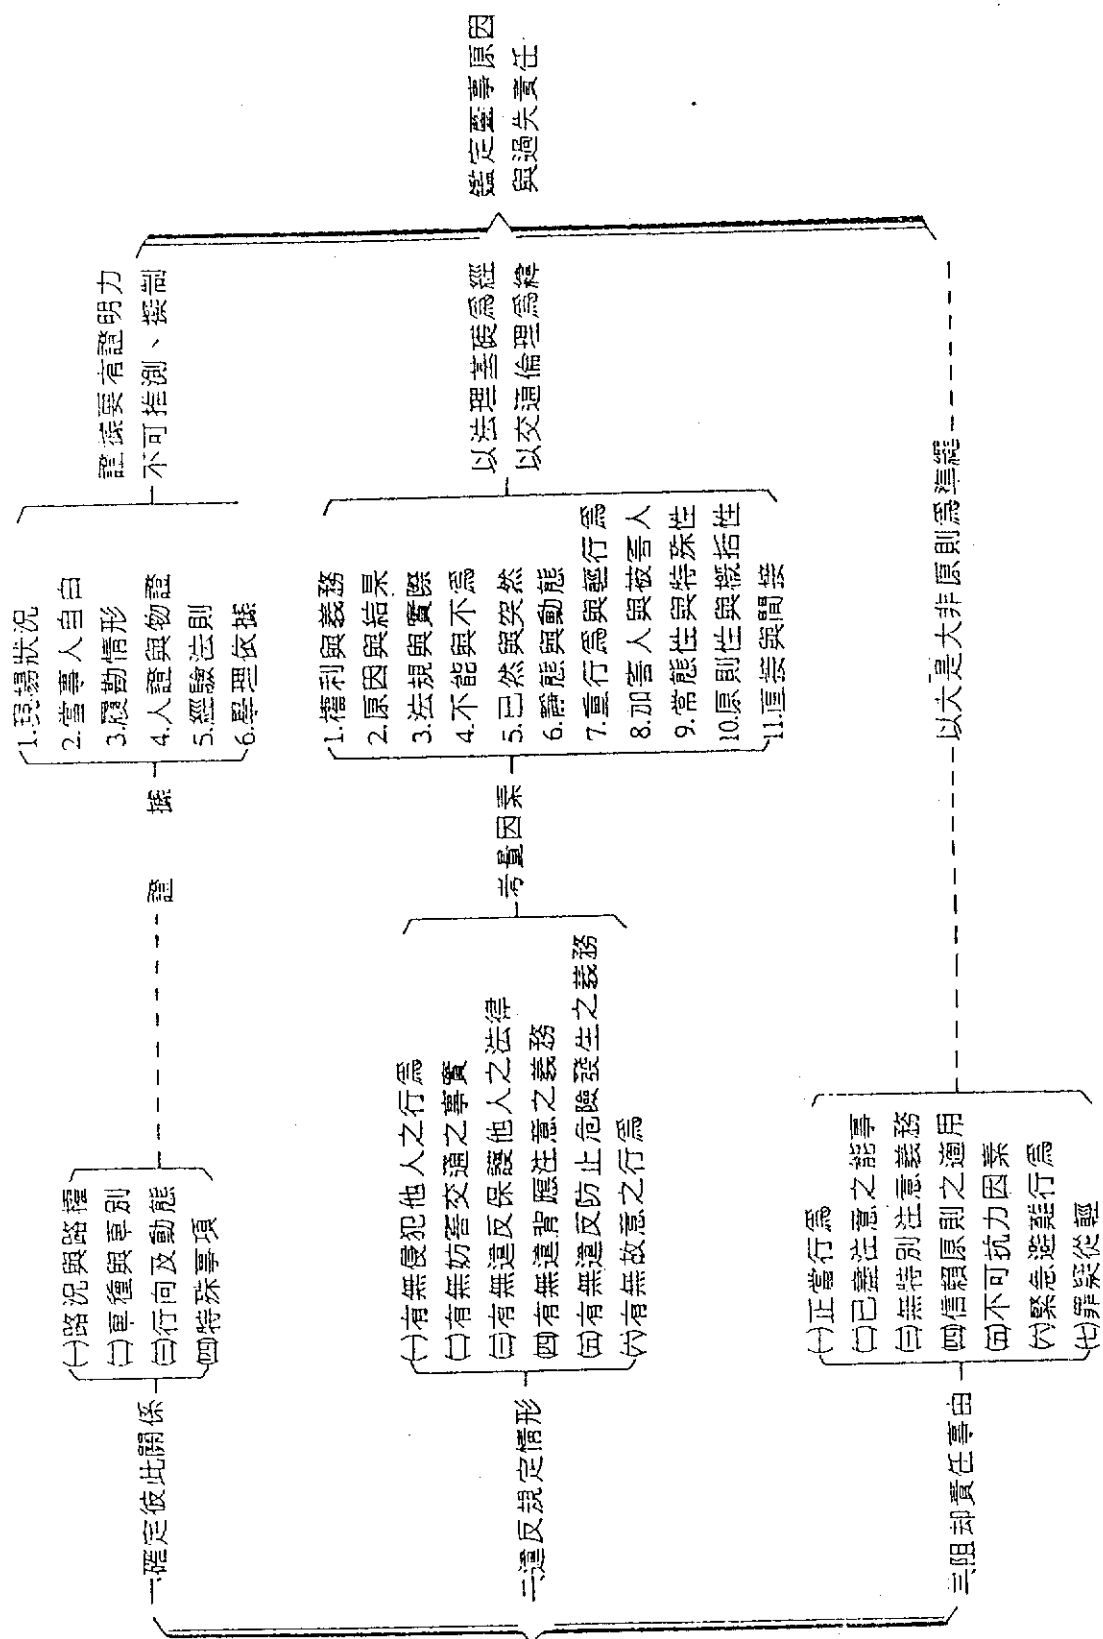 一、確定彼此關係
㈠路況與路權
㈡車種與車別
㈢行向及動態
㈣特殊事項
證 據
1.現場狀況
2.當事人自白
3.履勘情形
4.人證與物證
5.經驗法則
6.學理依據
證據要有證明力
不可推測、擬制
二、違反規定情形
㈠有無侵犯他人之行為
㈡有無妨害交通之事實
㈢有無違反保護他人之法律
㈣有無違背應注意之義務
㈤有無違反防止危險發生之義務
㈥有無故意之行為
考量因素
1.權利與義務
2.原因與結果
3.法規與實際
4.不能與不為
5.已然與突然
6.靜態與動態
7.重行為與輕行為
8.加害人與被害人
9.常態性與特殊性
10.原則性與概括性
11.直接與間接
以法理基礎為經
以交通倫理為緯
三、阻却責任事由
㈠正當行為
㈡已盡注意之能事
㈢無特別注意義務
㈣信賴原則之適用
㈤不可抗力因素
㈥緊急避難行為
㈦罪疑從輕
以大是大非原則為準繩
鑑定肇事原因
與過失責任